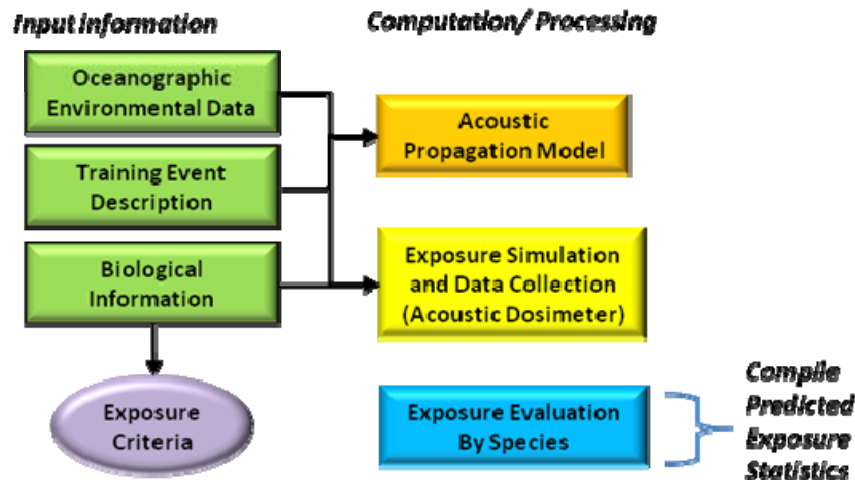 Input information
Computation/ Processing
Oceanographic
Environmental Data
Acoustic
Propagation Model
Training Event
Description
Biological
Information
Exposure Simulation
and Data Collection
(Acoustic Dosimeter)
Exposure
Criteria
Exposure Evaluation
By Species
Compile
Predicted
Exposure
Statistics